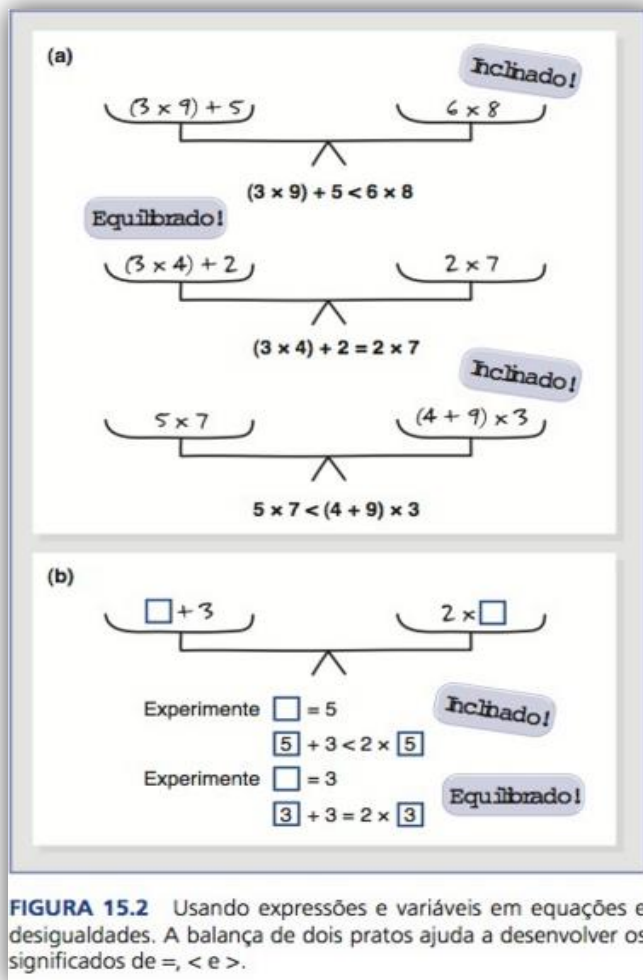 (a)
Inclinado!
(3 × 9) + 5
6 × 8
(3 × 9) + 5 < 6 × 8
Equilibrado!
(3 × 4) + 2
2 × 7
(3 × 4) + 2 = 2 × 7
Inclinado!
5 × 7
(4 + 9) × 3
5 × 7 < (4 + 9) × 3
(b)
□ + 3
2 × □
Experimente □ = 5
Inclinado!
5 + 3 < 2 × 5
Experimente □ = 3
Equilibrado!
3 + 3 = 2 × 3
FIGURA 15.2 Usando expressões e variáveis em equações e
desigualdades. A balança de dois pratos ajuda a desenvolver os
significados de =, < e >.